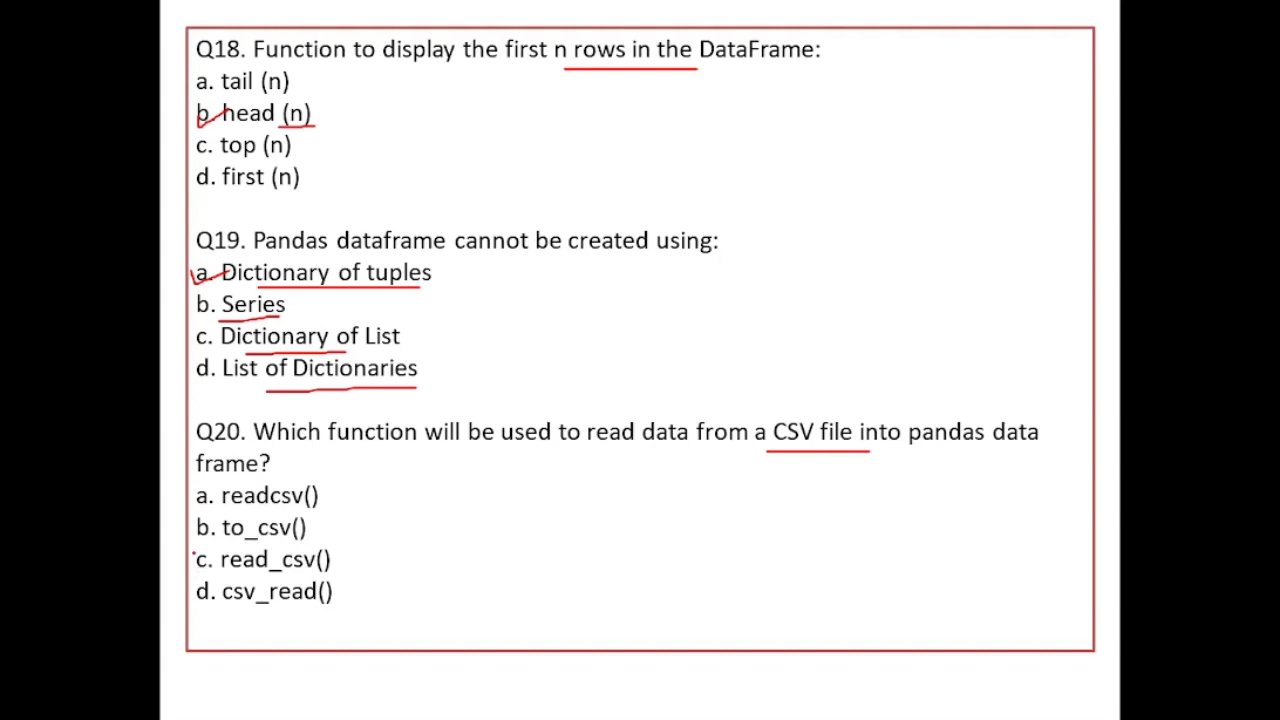 Q18. Function to display the first n rows in the DataFrame:
a. tail (n)
b. head (n)
c. top (n)
d. first (n)
Q19. Pandas dataframe cannot be created using:
a. Dictionary of tuples
b. Series
c. Dictionary of List
d. List of Dictionaries
Q20. Which function will be used to read data from a CSV file into pandas data
frame?
a. readcsv()
b. to_csv()
c. read_csv()
d. csv_read()